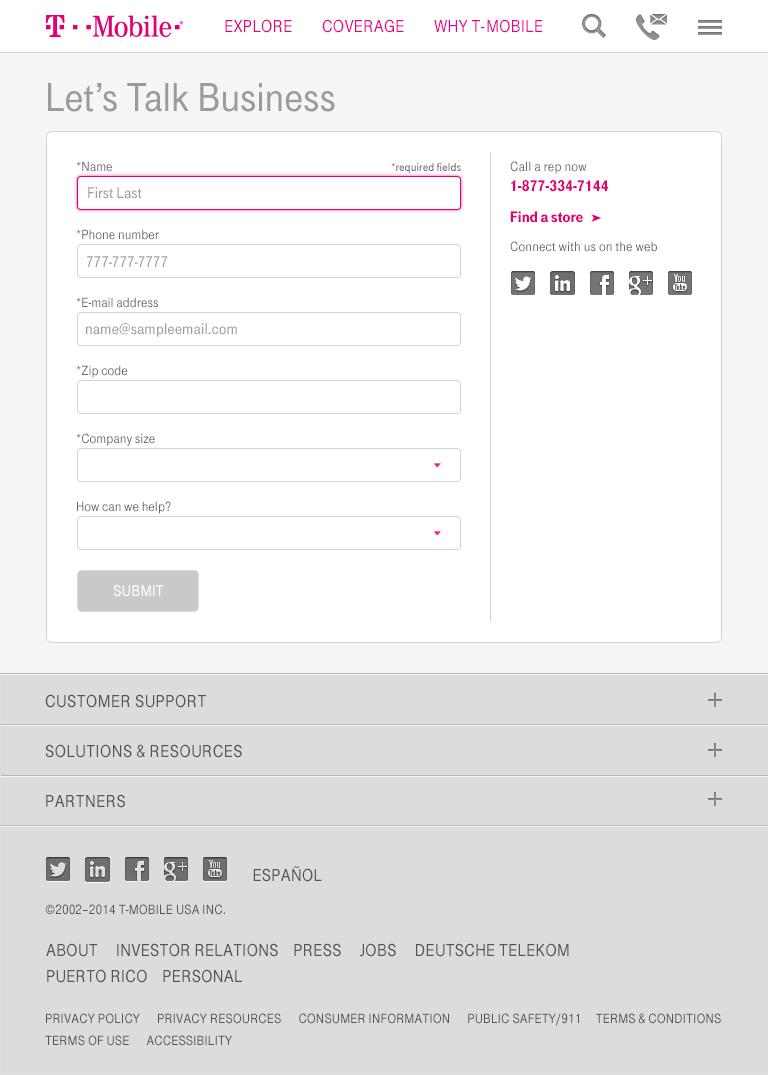 T··Mobile·® EXPLORE COVERAGE WHY T-MOBILE
Let's Talk Business
*Name *required fields
First Last
*Phone number
777-777-7777
*E-mail address
name@sampleemail.com
*Zip code
*Company size
How can we help?
SUBMIT
Call a rep now
1-877-334-7144
Find a store
Connect with us on the web
in f g+ You Tube
CUSTOMER SUPPORT
SOLUTIONS & RESOURCES
PARTNERS
in f g+ You Tube ESPAÑOL
©2002–2014 T-MOBILE USA INC.
ABOUT INVESTOR RELATIONS PRESS JOBS DEUTSCHE TELEKOM
PUERTO RICO PERSONAL
PRIVACY POLICY PRIVACY RESOURCES CONSUMER INFORMATION PUBLIC SAFETY/911 TERMS & CONDITIONS
TERMS OF USE ACCESSIBILITY